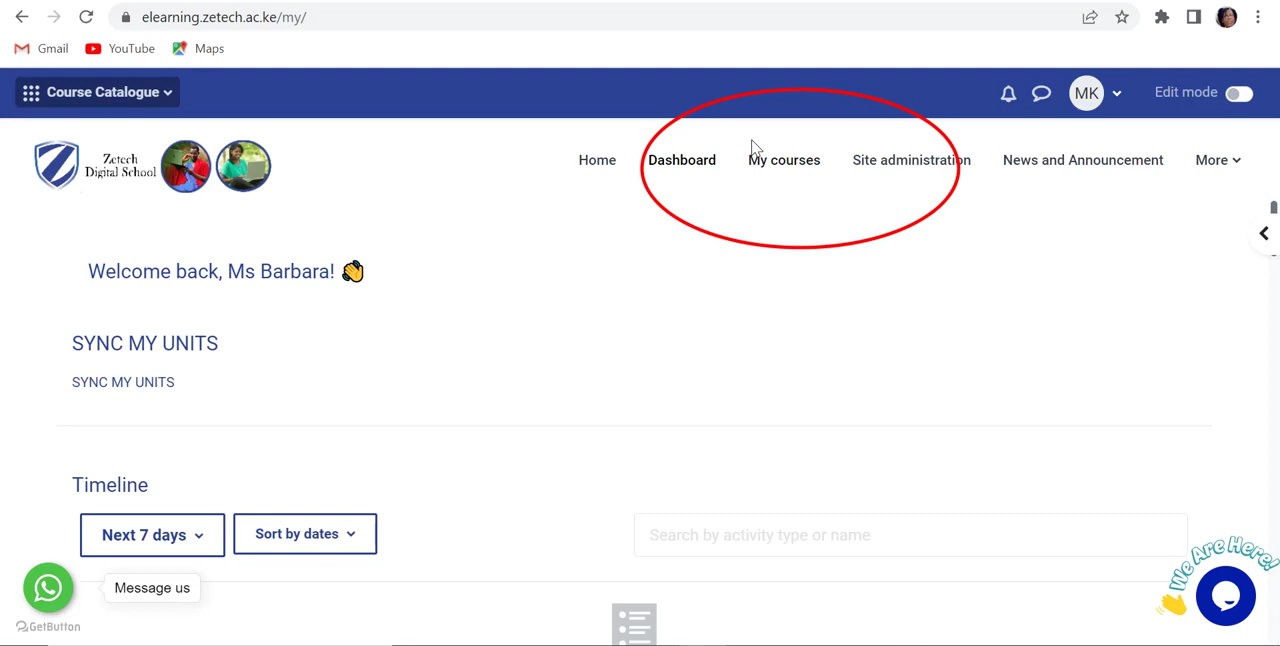 elearning.zetech.ac.ke/my/
Gmail YouTube Maps
Course Catalogue MK Edit mode
Zetech
Digital School
Home Dashboard My courses Site administration News and Announcement More
Welcome back, Ms Barbara!
SYNC MY UNITS
SYNC MY UNITS
Timeline
Next 7 days Sort by dates Search by activity type or name
We Are Here!
Message us
GetButton